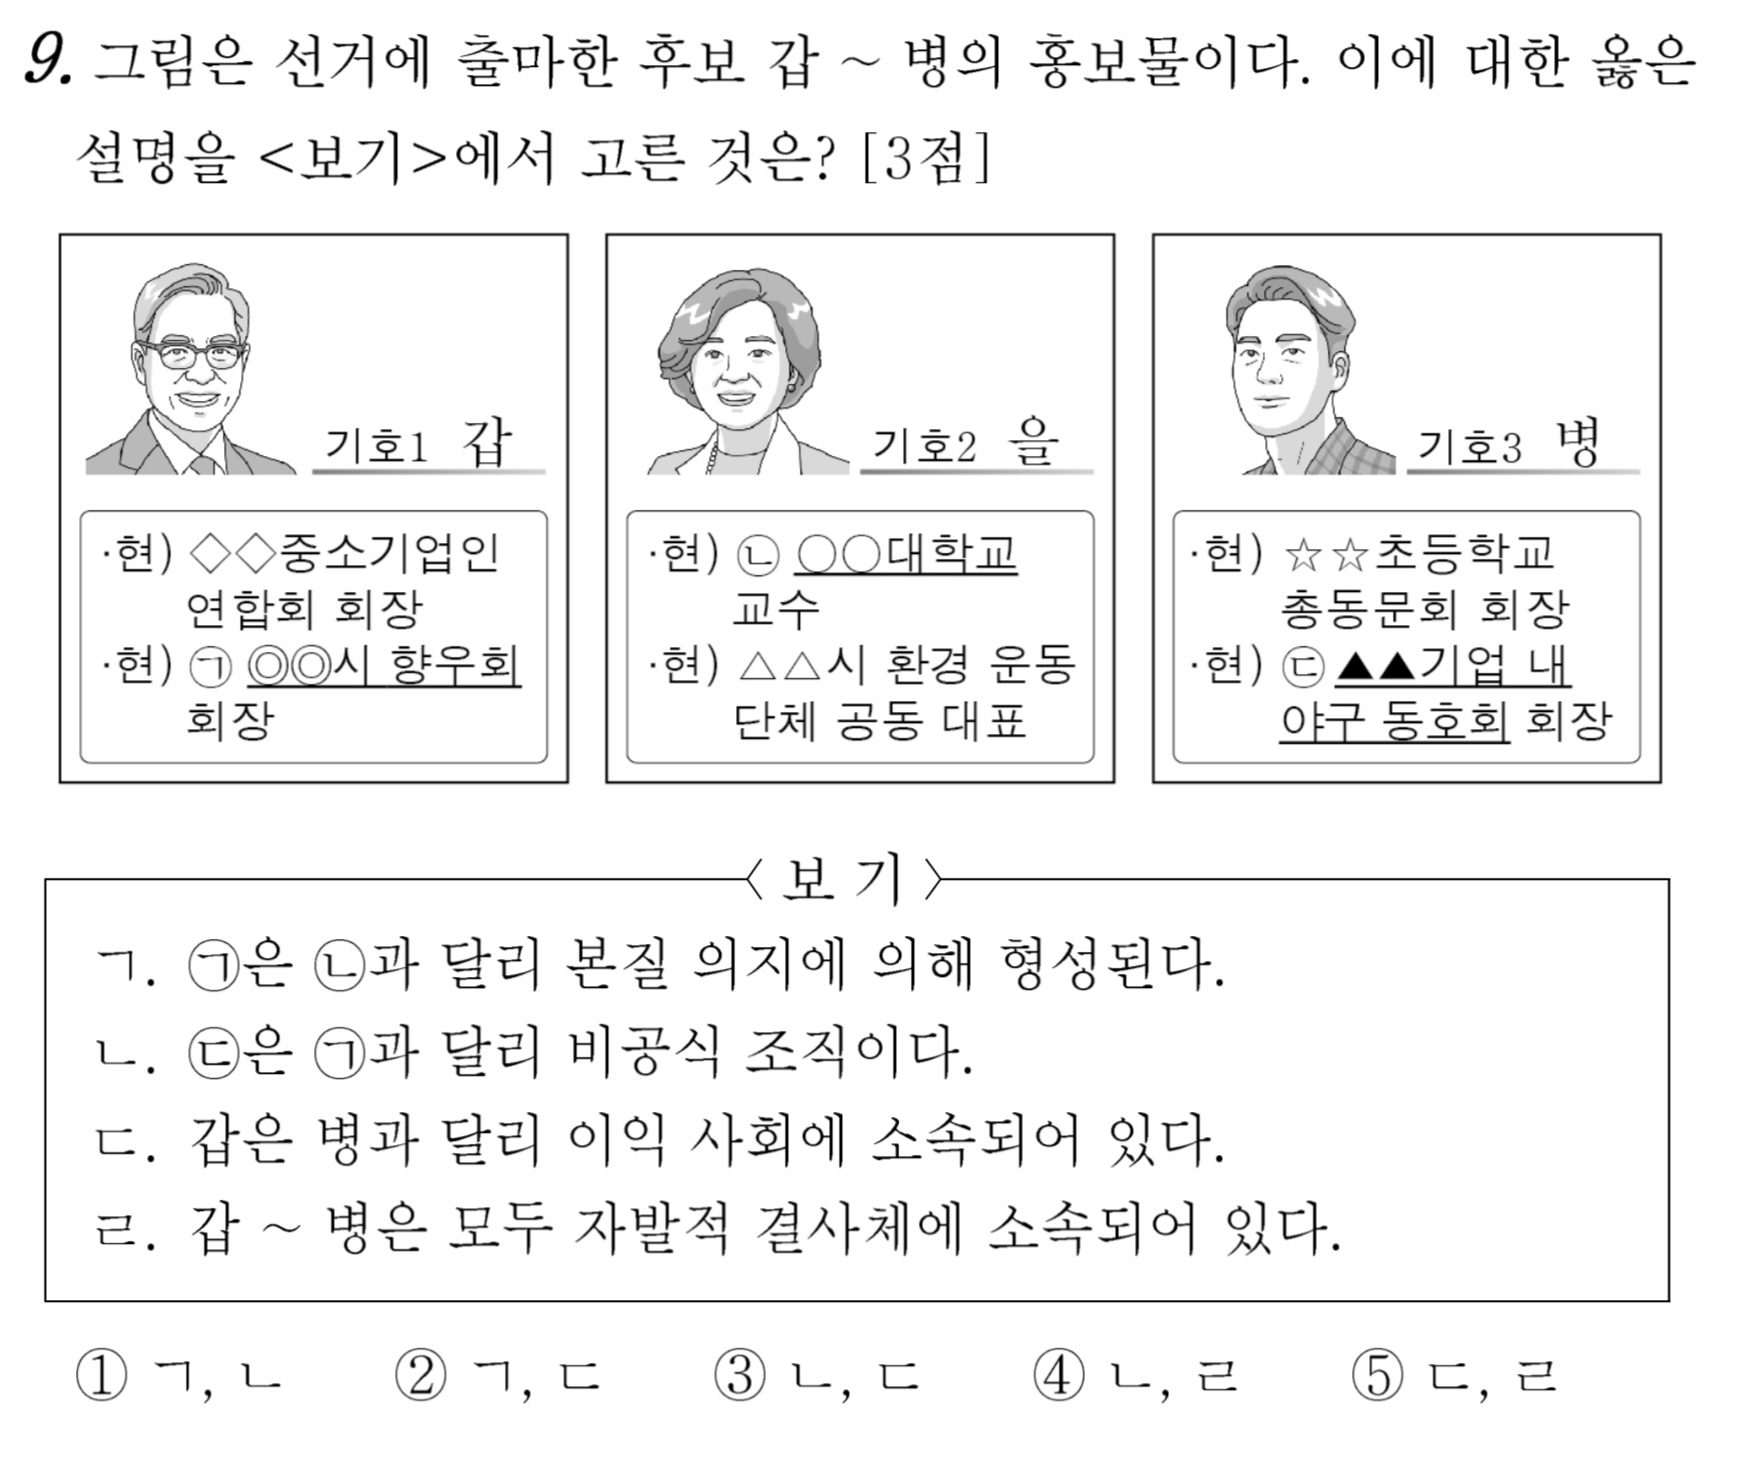 9. 그림은 선거에 출마한 후보 갑 ~ 병의 홍보물이다. 이에 대한 옳은
설명을 <보기>에서 고른 것은? [3점]
기호1 갑
·현) ◇◇중소기업인
연합회 회장
·현) ㉠ ◎◎시 향우회
회장
기호2 을
·현) ㉡ ○○대학교
교수
·현) △△시 환경 운동
단체 공동 대표
기호3 병
·현) ☆☆초등학교
총동문회 회장
·현) ㉢ ▲▲기업 내
야구 동호회 회장
〈보 기〉
ㄱ. ㉠은 ㉡과 달리 본질 의지에 의해 형성된다.
ㄴ. ㉢은 ㉠과 달리 비공식 조직이다.
ㄷ. 갑은 병과 달리 이익 사회에 소속되어 있다.
ㄹ. 갑 ~ 병은 모두 자발적 결사체에 소속되어 있다.
① ㄱ, ㄴ ② ㄱ, ㄷ ③ ㄴ, ㄷ ④ ㄴ, ㄹ ⑤ ㄷ, ㄹ